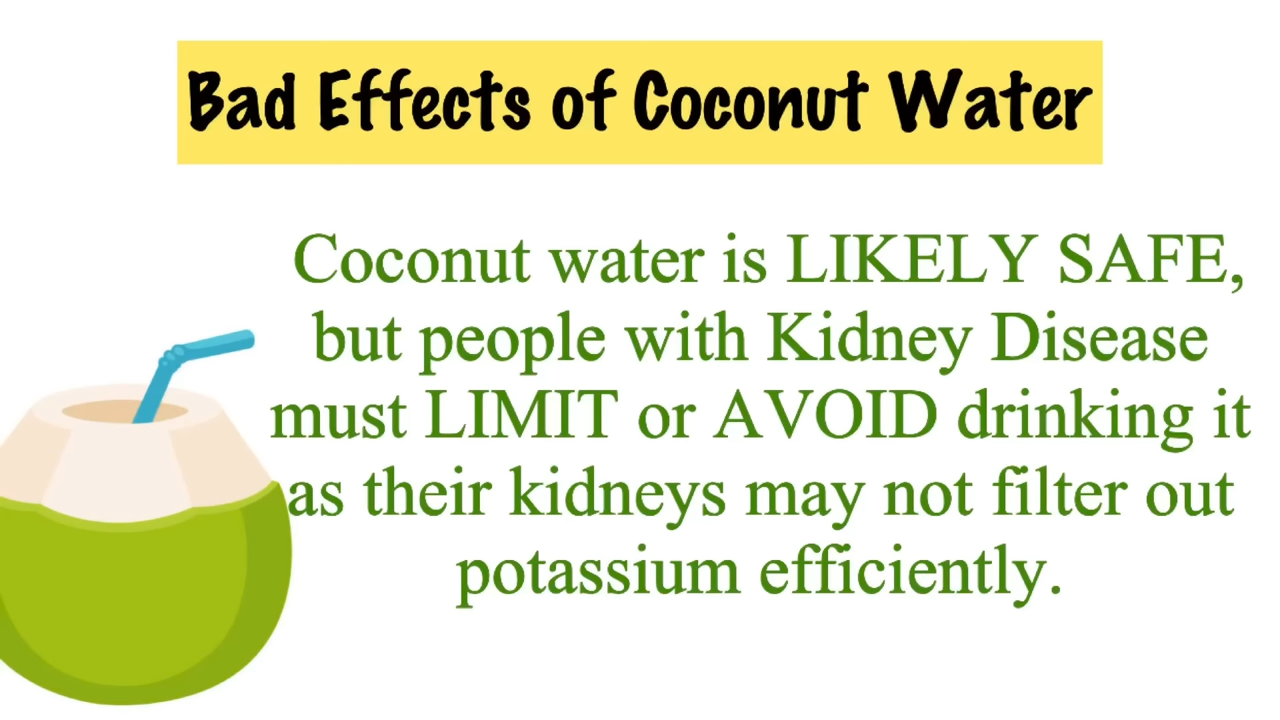 Bad Effects of Coconut Water
Coconut water is LIKELY SAFE,
but people with Kidney Disease
must LIMIT or AVOID drinking it
as their kidneys may not filter out
potassium efficiently.